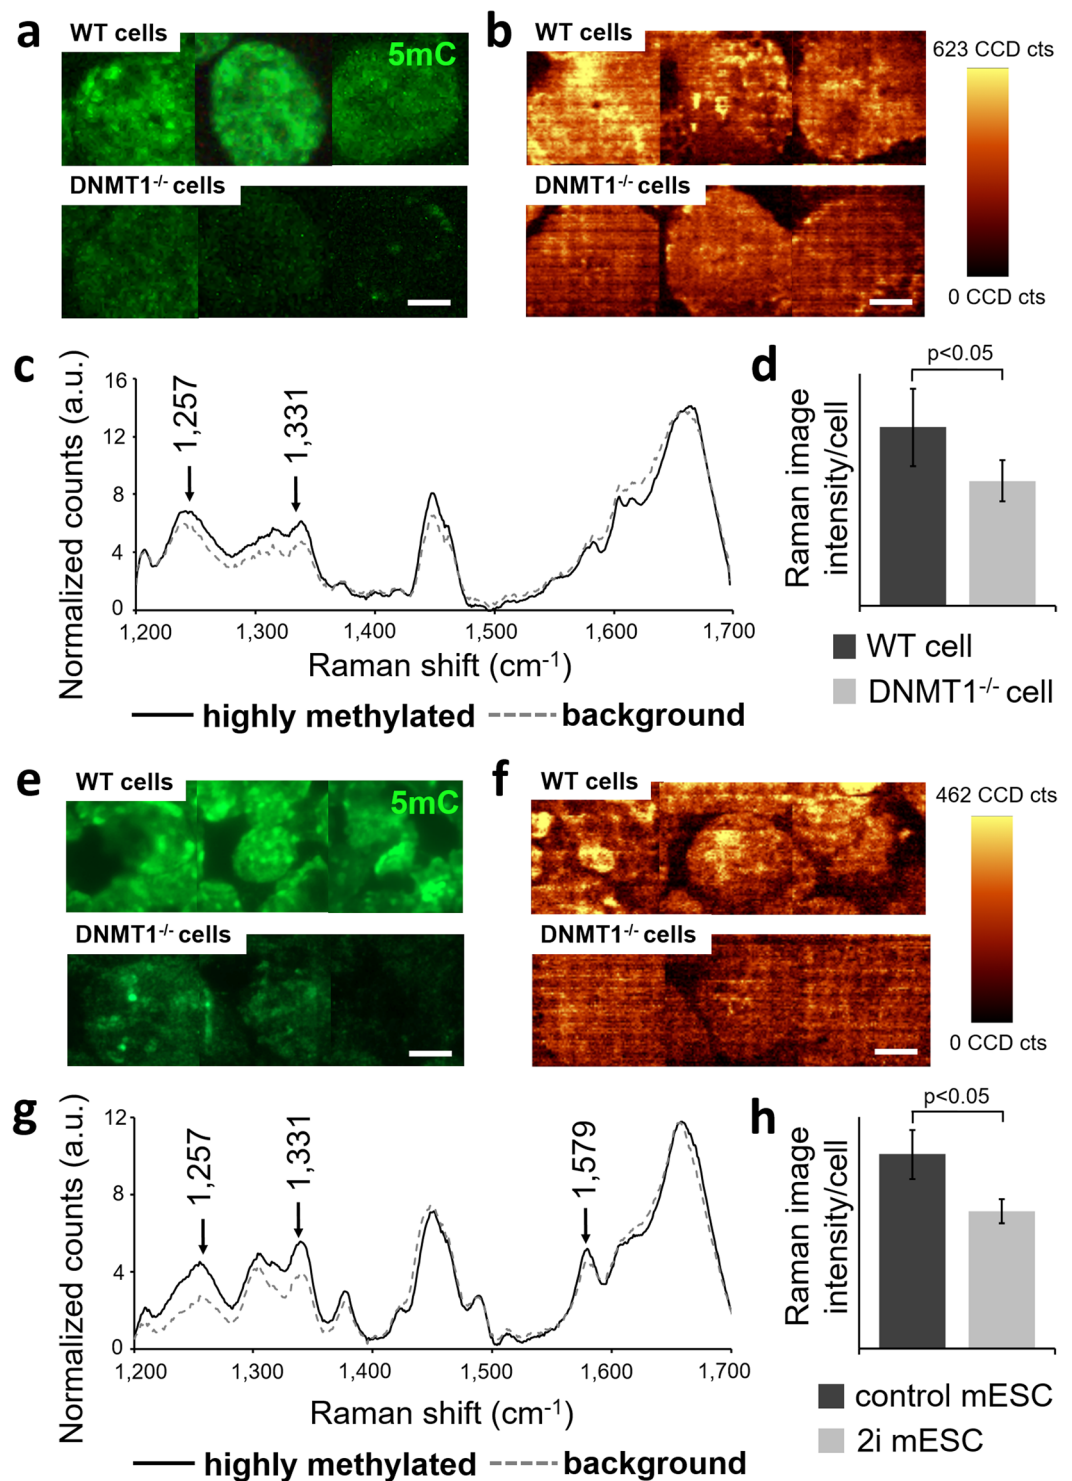 a
WT cells
5mC
DNMT1-/- cells
b
WT cells
DNMT1-/- cells
623 CCD cts
0 CCD cts
c
Normalized counts (a.u.)
16
12
8
4
0
1,257
1,331
1,200
1,300
1,400
1,500
1,600
1,700
Raman shift (cm-1)
highly methylated
background
d
p<0.05
Raman image
intensity/cell
WT cell
DNMT1-/- cell
e
WT cells
5mC
DNMT1-/- cells
f
WT cells
DNMT1-/- cells
462 CCD cts
0 CCD cts
g
Normalized counts (a.u.)
12
8
4
0
1,257
1,331
1,579
1,200
1,300
1,400
1,500
1,600
1,700
Raman shift (cm-1)
highly methylated
background
h
p<0.05
Raman image
intensity/cell
control mESC
2i mESC